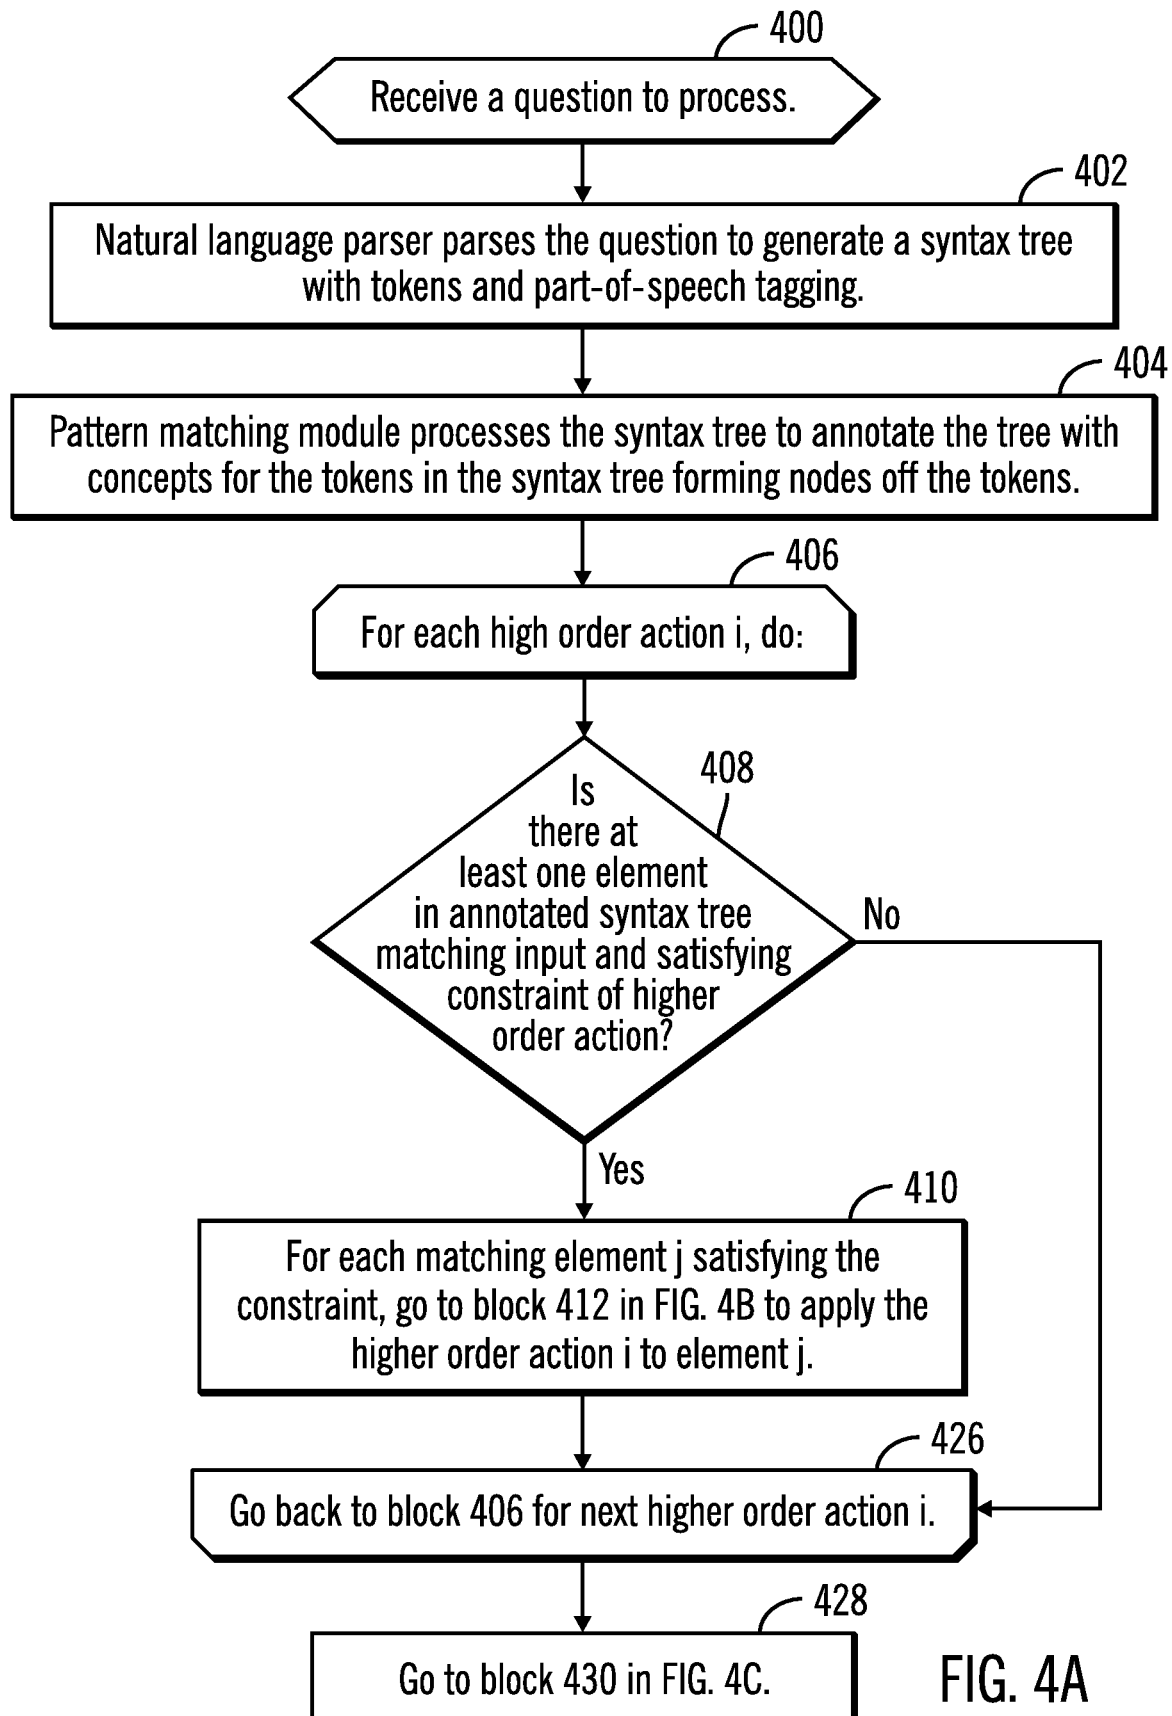 400
Receive a question to process.
402
Natural language parser parses the question to generate a syntax tree
with tokens and part-of-speech tagging.
404
Pattern matching module processes the syntax tree to annotate the tree with
concepts for the tokens in the syntax tree forming nodes off the tokens.
406
For each high order action i, do:
408
Is
there at
least one element
in annotated syntax tree
matching input and satisfying
constraint of higher
order action?
No
Yes
410
For each matching element j satisfying the
constraint, go to block 412 in FIG. 4B to apply the
higher order action i to element j.
426
Go back to block 406 for next higher order action i.
428
Go to block 430 in FIG. 4C.
FIG. 4A